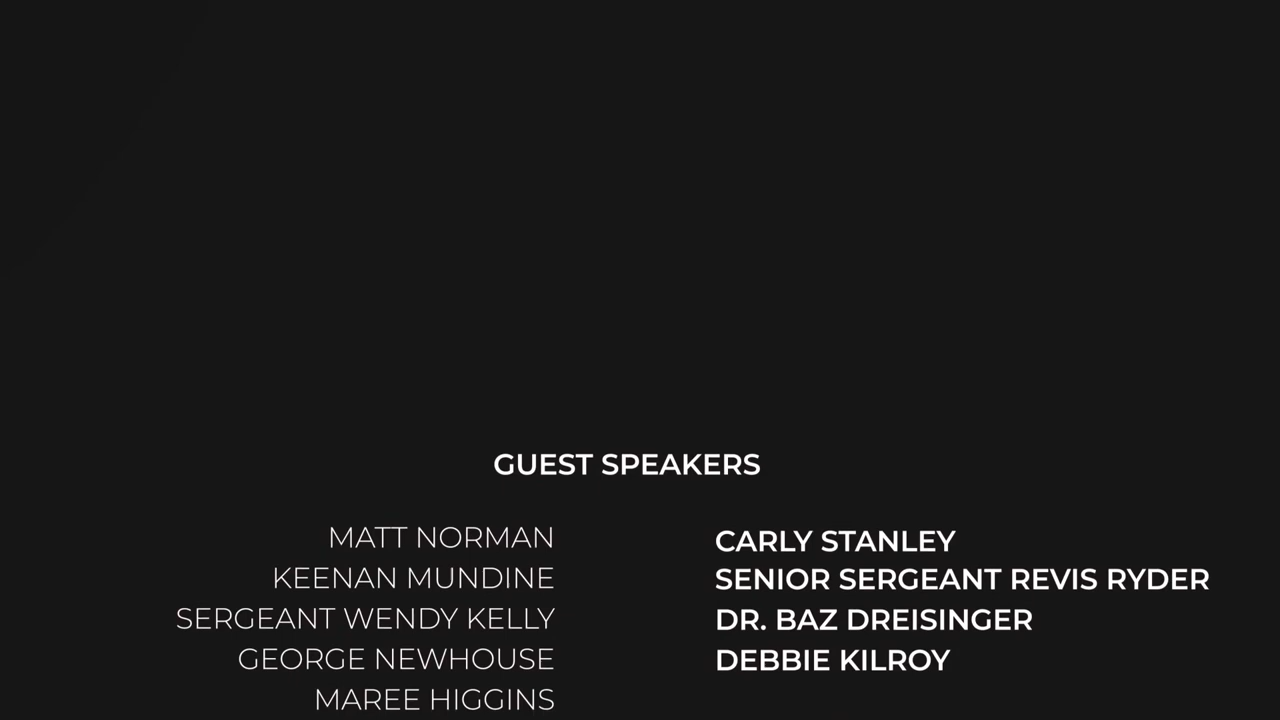 GUEST SPEAKERS
MATT NORMAN
KEENAN MUNDINE
SERGEANT WENDY KELLY
GEORGE NEWHOUSE
MAREE HIGGINS
CARLY STANLEY
SENIOR SERGEANT REVIS RYDER
DR. BAZ DREISINGER
DEBBIE KILROY